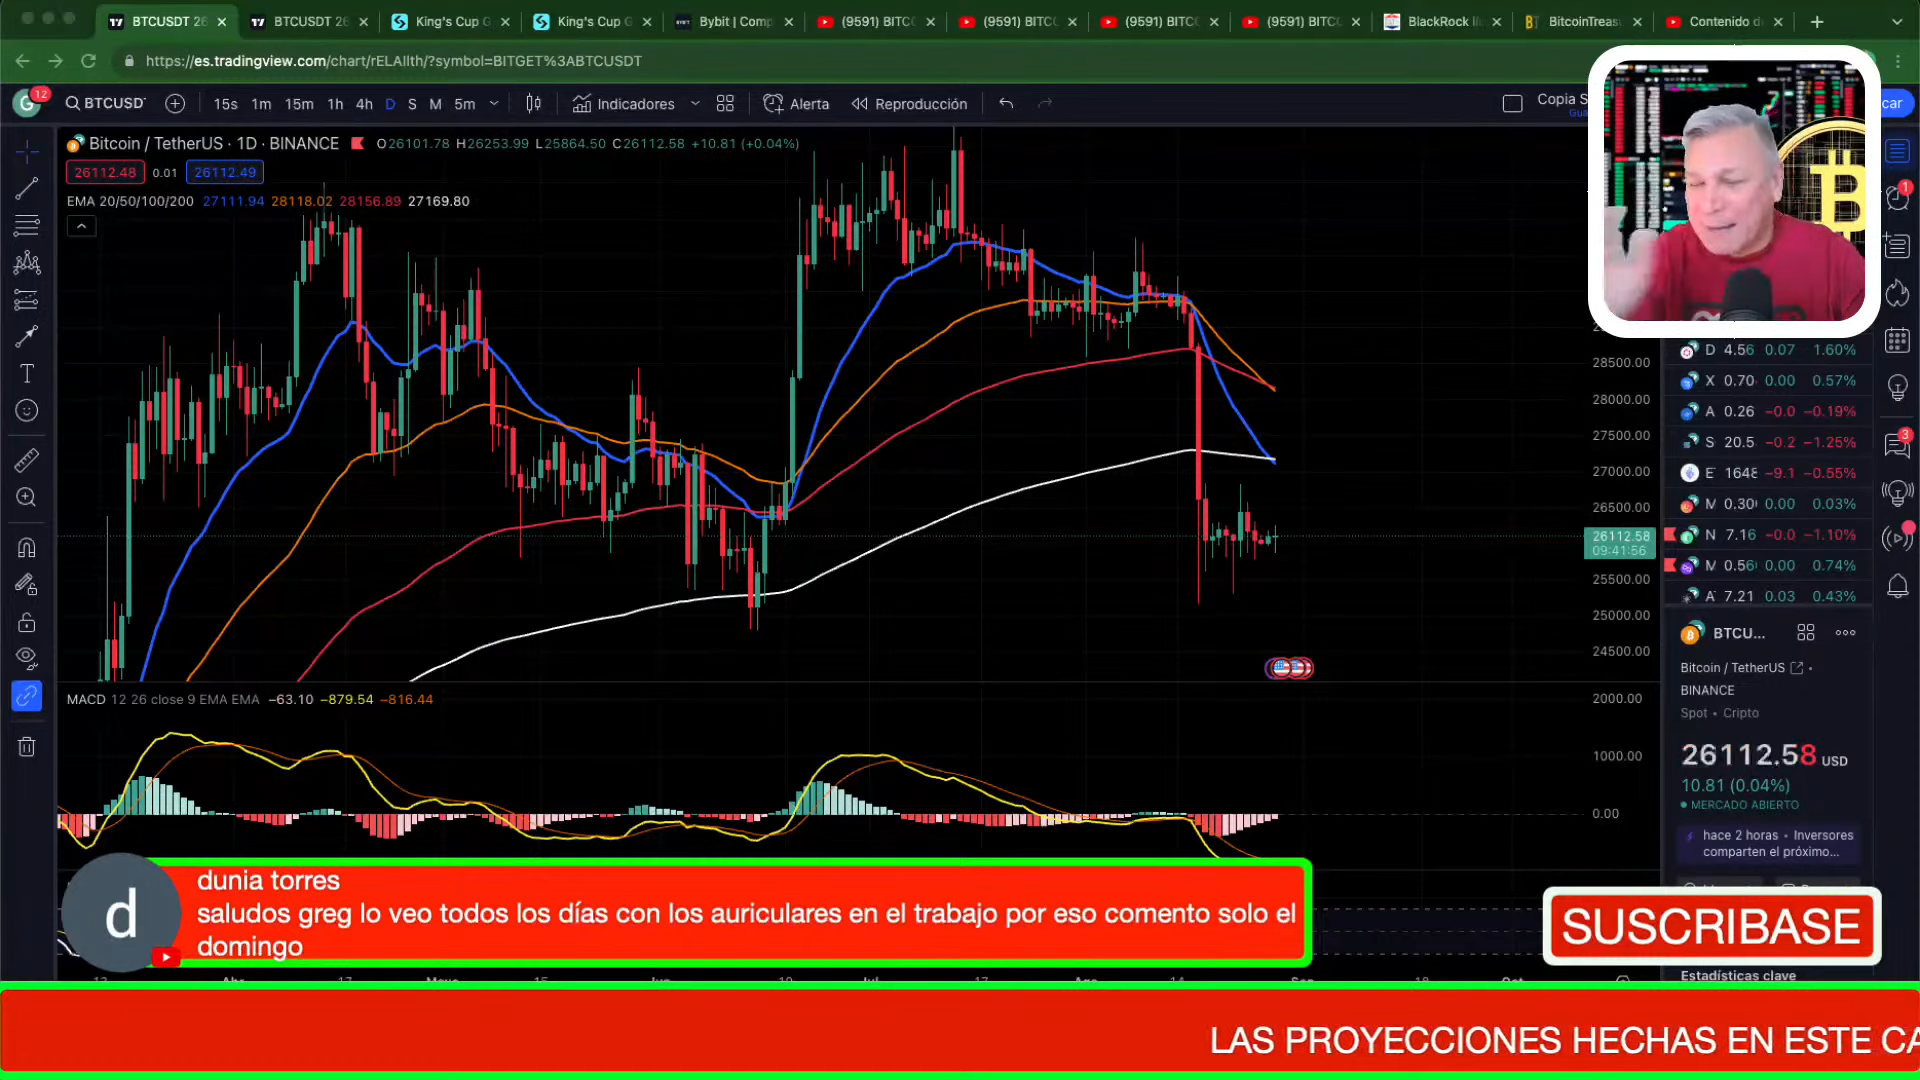 BTCUSDT 26
BTCUSDT 26
King's Cup G
King's Cup G
Bybit | Comp
(9591) BITC
(9591) BITC
(9591) BITC
(9591) BITC
BlackRock
BitcoinTreas
Contenido d
https://es.tradingview.com/chart/rELAllth/?symbol=BITGET%3ABTCUSDT
G 12
BTCUSD
15s 1m 15m 1h 4h D S M 5m
Indicadores
Alerta
Reproducción
Copia S
car
Bitcoin / TetherUS · 1D · BINANCE O26101.78 H26253.99 L25864.50 C26112.58 +10.81 (+0.04%)
26112.48 0.01 26112.49
EMA 20/50/100/200 27111.94 28118.02 28156.89 27169.80
28500.00
28000.00
27500.00
27000.00
26500.00
26112.58
09:41:56
25500.00
25000.00
24500.00
D 4.56 0.07 1.60%
X 0.70 0.00 0.57%
A 0.26 −0.0 −0.19%
S 20.5 −0.2 −1.25%
E 1648 −9.1 −0.55%
M 0.30 0.00 0.03%
N 7.16 −0.0 −1.10%
M 0.56 0.00 0.74%
A 7.21 0.03 0.43%
1
3
BTCU...
Bitcoin / TetherUS
BINANCE
Spot • Cripto
26112.58 USD
10.81 (0.04%)
MERCADO ABIERTO
hace 2 horas • Inversores
comparten el próximo...
MACD 12 26 close 9 EMA EMA −63.10 −879.54 −816.44
2000.00
1000.00
0.00
d
dunia torres
saludos greg lo veo todos los días con los auriculares en el trabajo por eso comento solo el
domingo
SUSCRIBASE
Estadísticas clave
LAS PROYECCIONES HECHAS EN ESTE CA